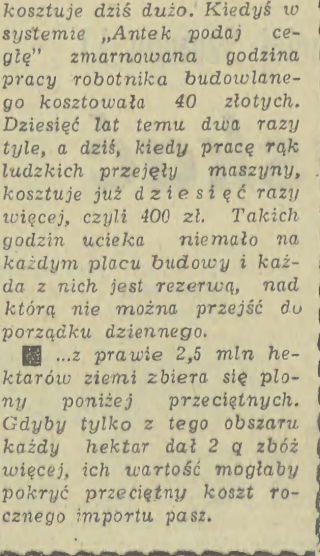 kosztuje dziś dużo. Kiedyś w
systemie „Antek podaj ce-
głę” zmarnowana godzina
pracy robotnika budowlane-
go kosztowała 40 złotych.
Dziesięć lat temu dwa razy
tyle, a dziś, kiedy pracę rąk
ludzkich przejęły maszyny,
kosztuje już dziesięć razy
więcej, czyli 400 zł. Takich
godzin ucieka niemało na
każdym placu budowy i każ-
da z nich jest rezerwą, nad
którą nie można przejść do
porządku dziennego.
...z prawie 2,5 mln he-
ktarów ziemi zbiera się plo-
ny poniżej przeciętnych.
Gdyby tylko z tego obszaru
każdy hektar dał 2 q zbóż
więcej, ich wartość mogłaby
pokryć przeciętny koszt ro-
cznego importu pasz.